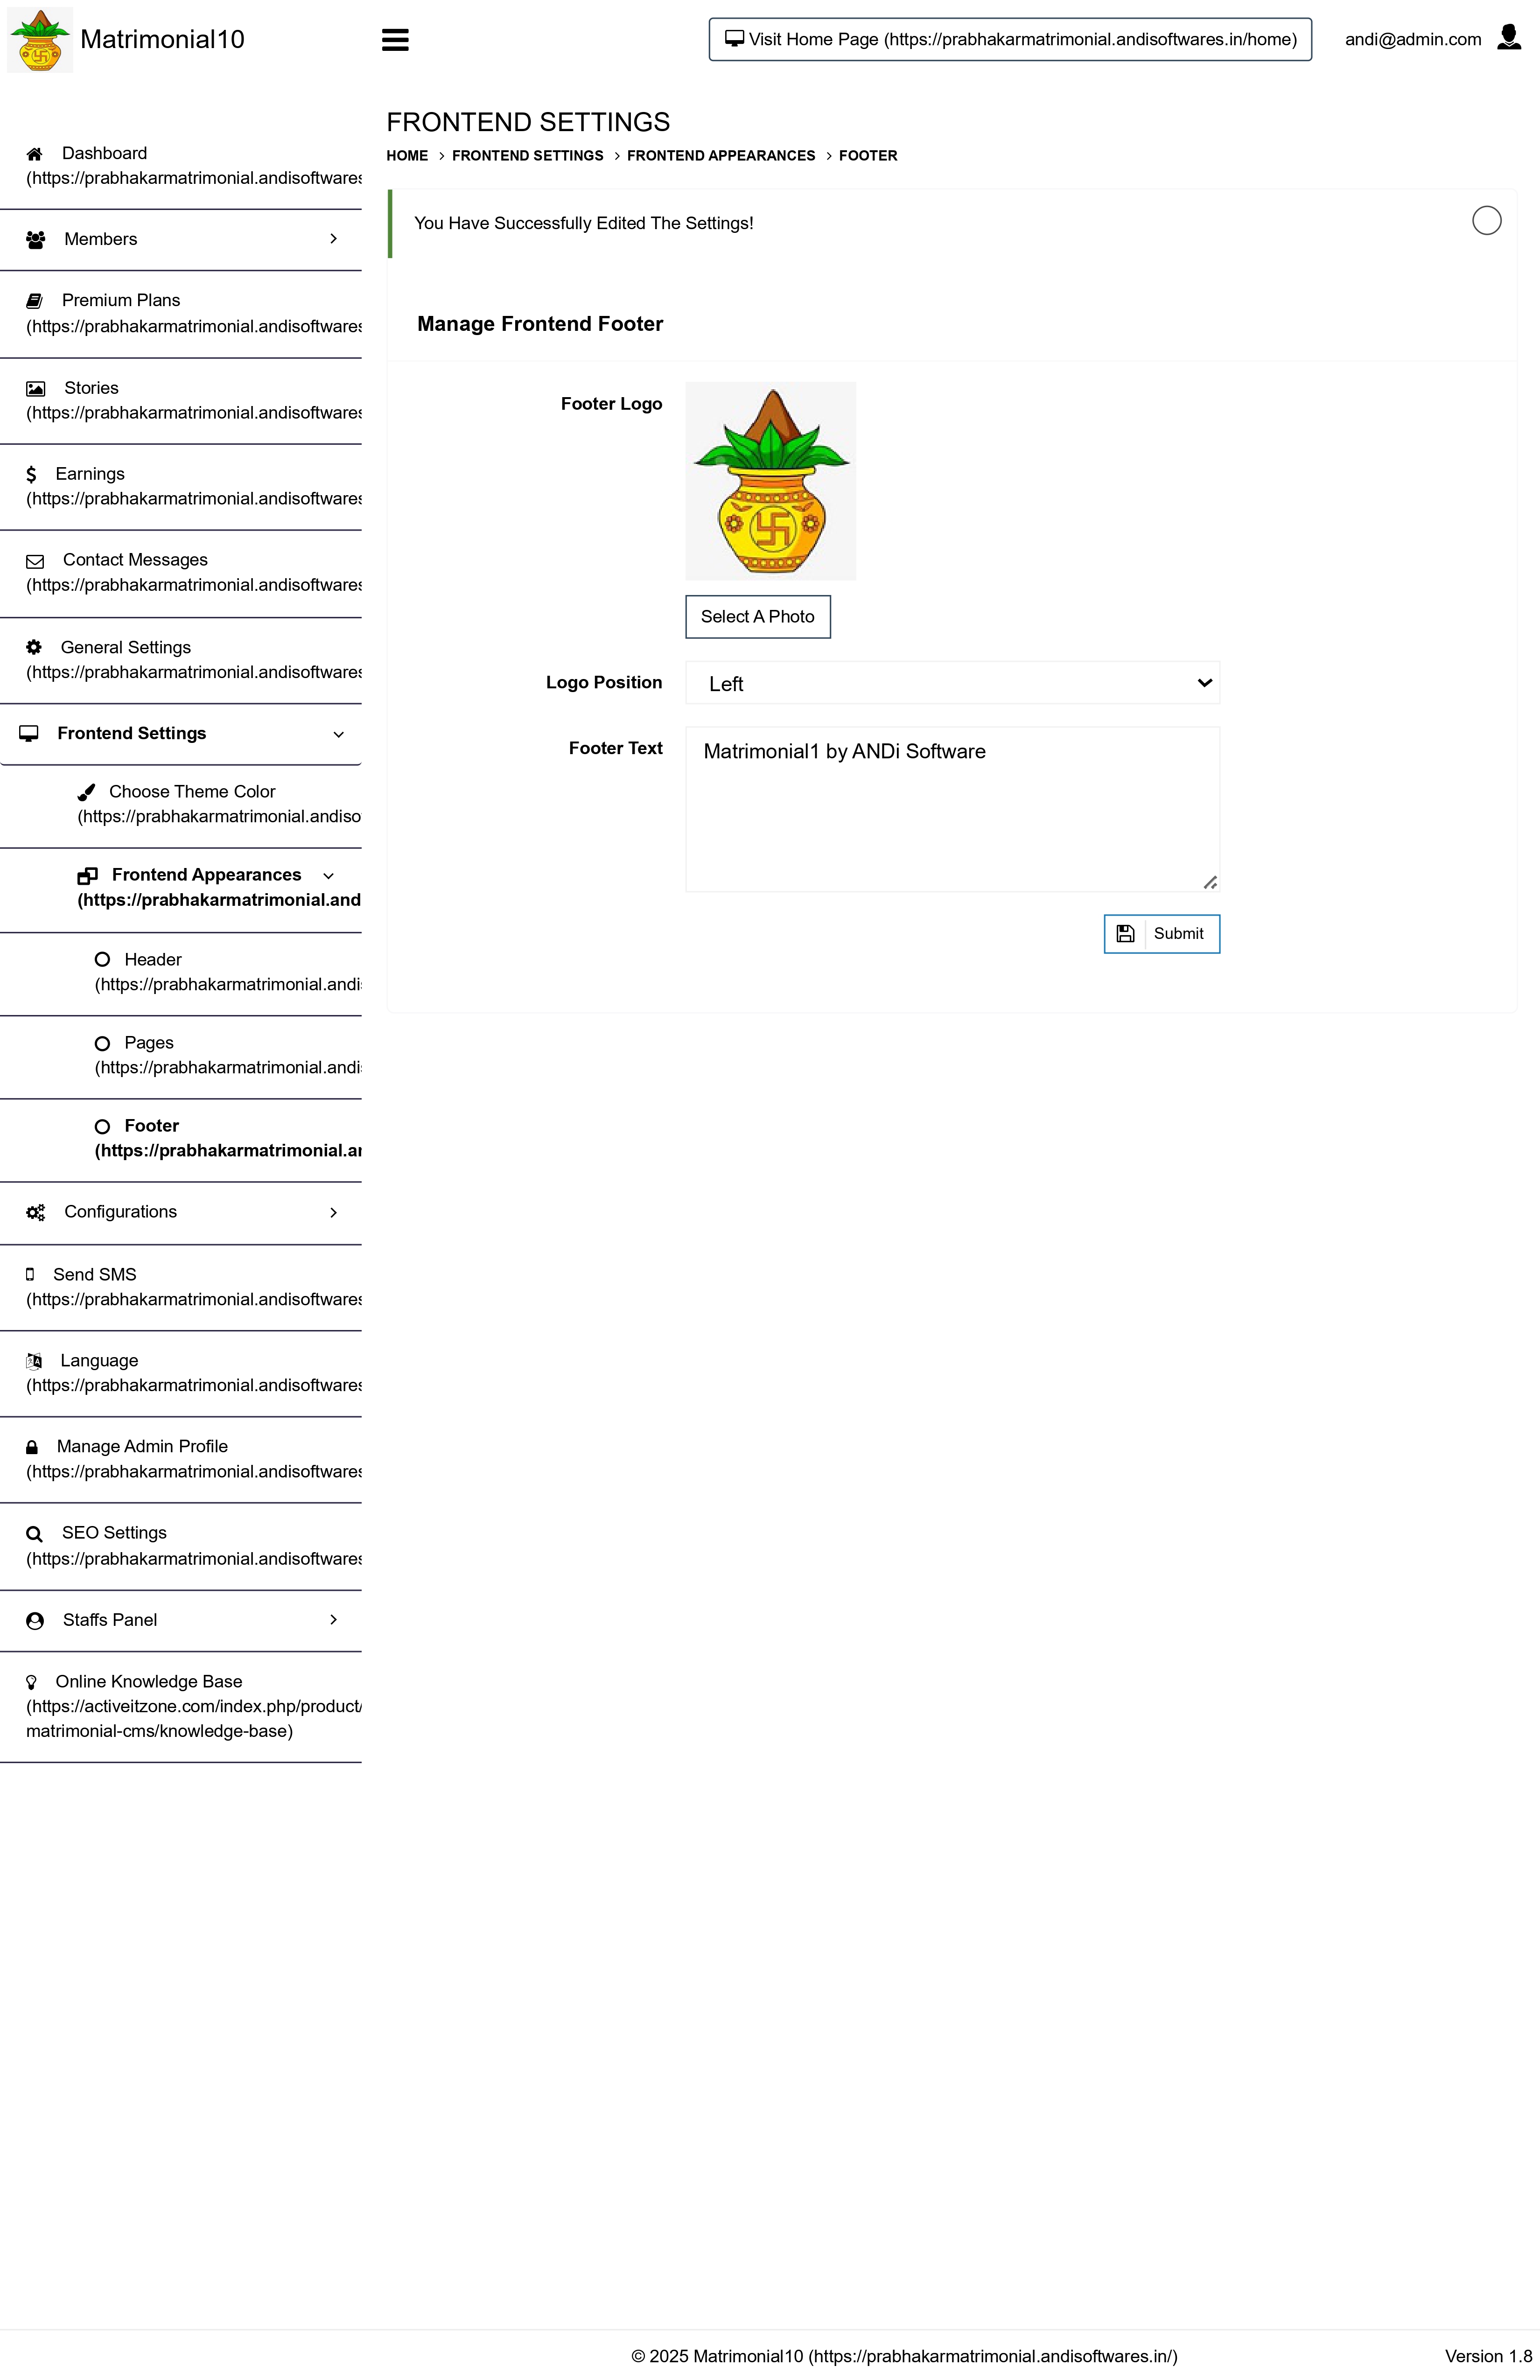 Matrimonial10
Visit Home Page (https://prabhakarmatrimonial.andisoftwares.in/home)
andi@admin.com
Dashboard
(https://prabhakarmatrimonial.andisoftwares
Members
Premium Plans
(https://prabhakarmatrimonial.andisoftwares
Stories
(https://prabhakarmatrimonial.andisoftwares
Earnings
(https://prabhakarmatrimonial.andisoftwares
Contact Messages
(https://prabhakarmatrimonial.andisoftwares
General Settings
(https://prabhakarmatrimonial.andisoftwares
Frontend Settings
Choose Theme Color
(https://prabhakarmatrimonial.andiso
Frontend Appearances
(https://prabhakarmatrimonial.and
Header
(https://prabhakarmatrimonial.andi
Pages
(https://prabhakarmatrimonial.andi
Footer
(https://prabhakarmatrimonial.a
Configurations
Send SMS
(https://prabhakarmatrimonial.andisoftwares
Language
(https://prabhakarmatrimonial.andisoftwares
Manage Admin Profile
(https://prabhakarmatrimonial.andisoftwares
SEO Settings
(https://prabhakarmatrimonial.andisoftwares
Staffs Panel
Online Knowledge Base
(https://activeitzone.com/index.php/product/
matrimonial-cms/knowledge-base)
FRONTEND SETTINGS
HOME > FRONTEND SETTINGS > FRONTEND APPEARANCES > FOOTER
You Have Successfully Edited The Settings!
Manage Frontend Footer
Footer Logo
Select A Photo
Logo Position
Left
Footer Text
Matrimonial1 by ANDi Software
Submit
© 2025 Matrimonial10 (https://prabhakarmatrimonial.andisoftwares.in/)
Version 1.8